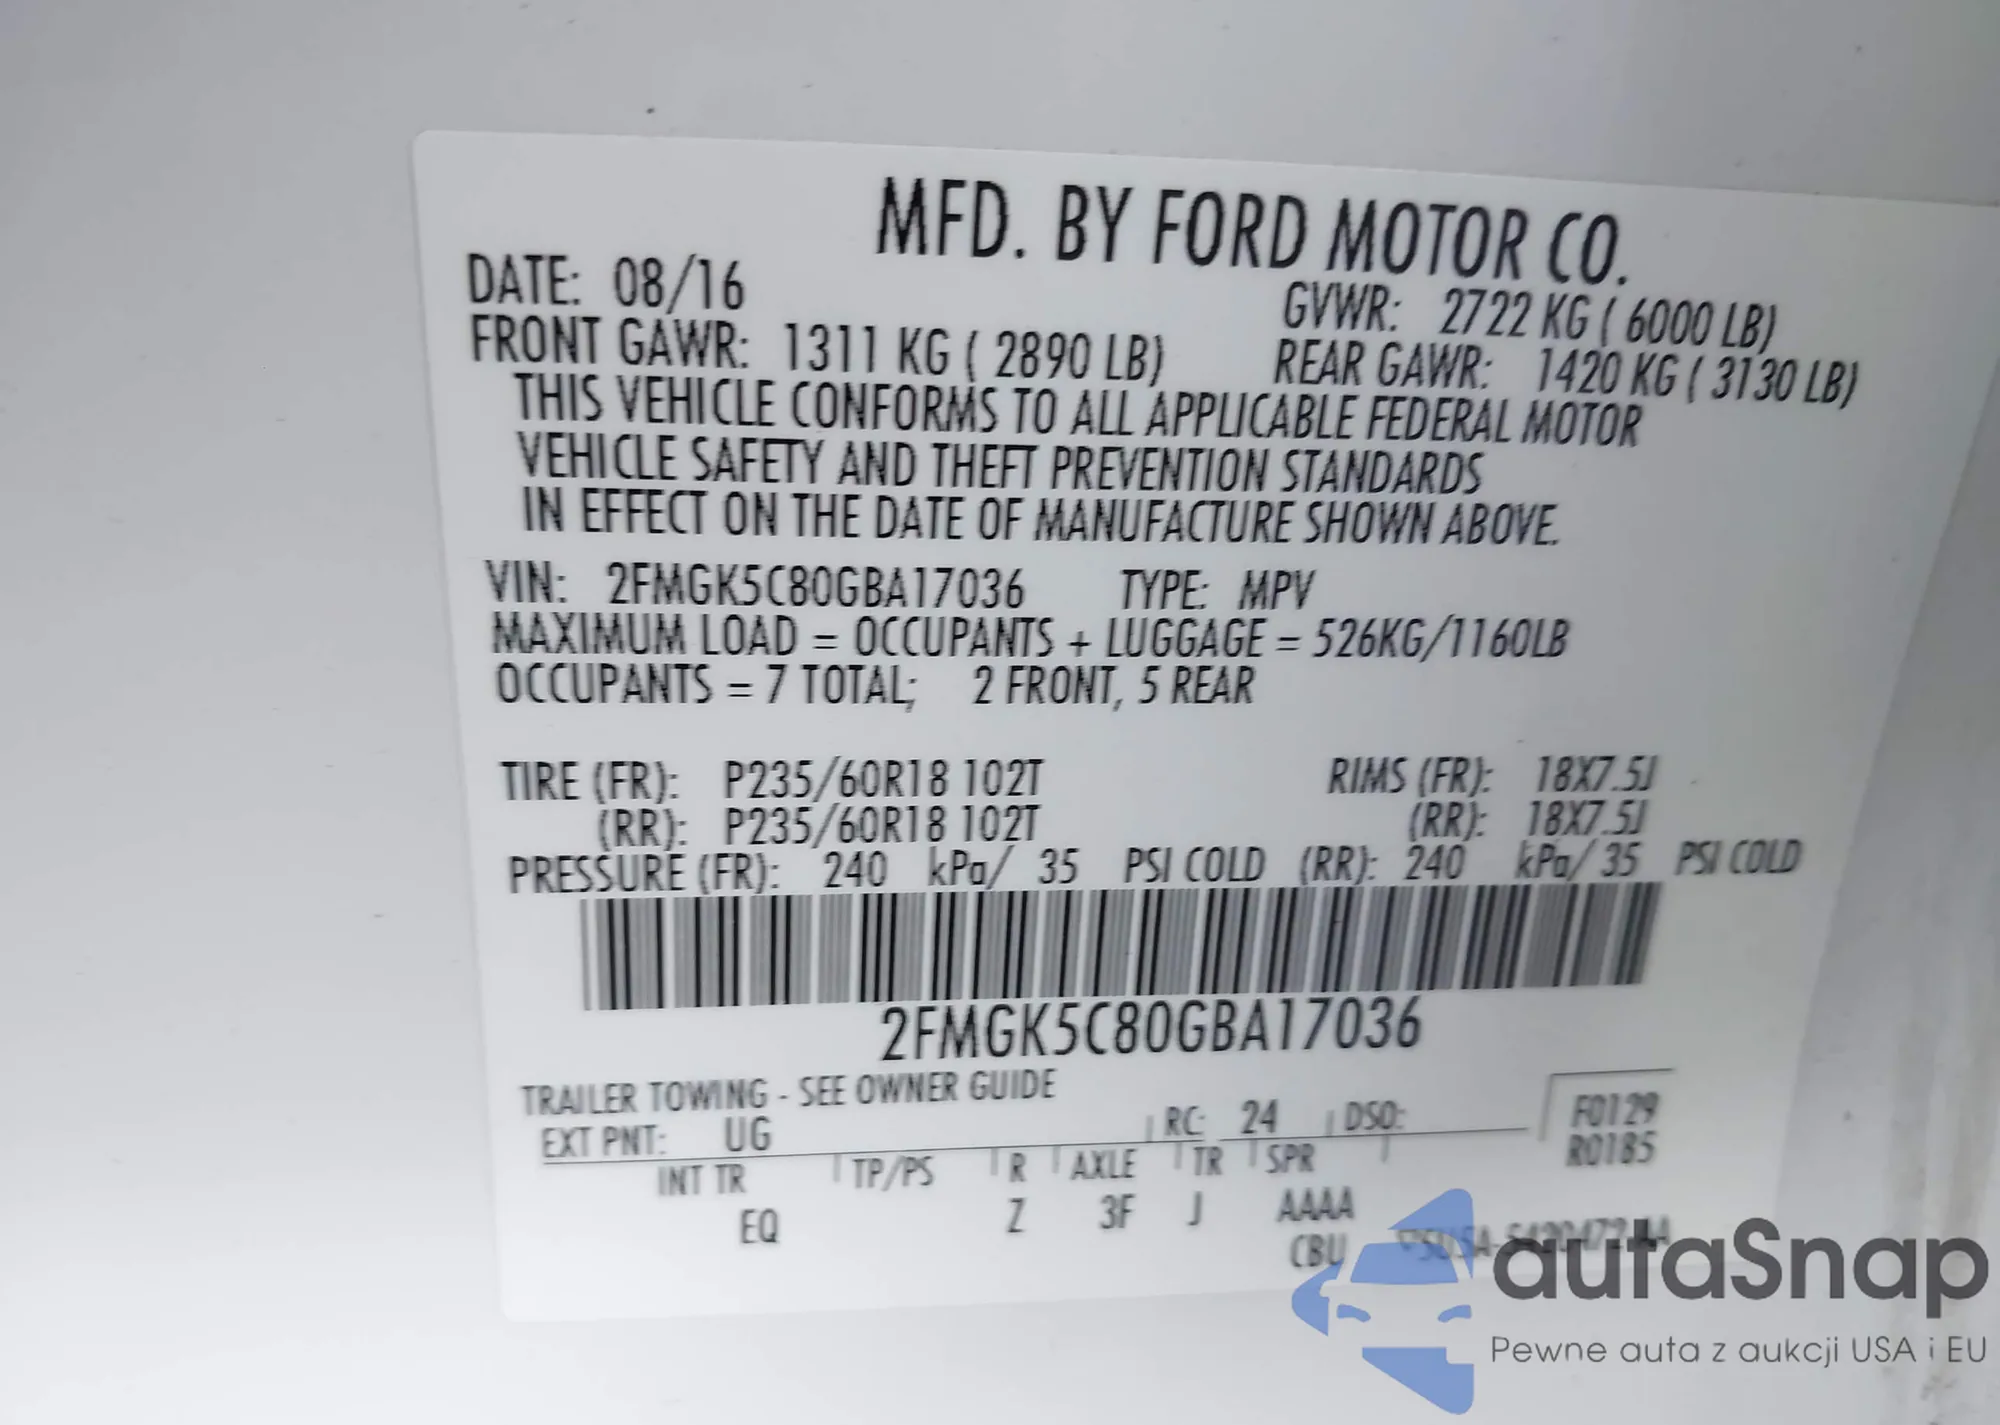 MFD. BY FORD MOTOR CO.
DATE: 08/16
GVWR: 2722 KG ( 6000 LB)
FRONT GAWR: 1311 KG ( 2890 LB)
REAR GAWR: 1420 KG ( 3130 LB)
THIS VEHICLE CONFORMS TO ALL APPLICABLE FEDERAL MOTOR
VEHICLE SAFETY AND THEFT PREVENTION STANDARDS
IN EFFECT ON THE DATE OF MANUFACTURE SHOWN ABOVE.
VIN: 2FMGK5C80GBA17036 TYPE: MPV
MAXIMUM LOAD = OCCUPANTS + LUGGAGE = 526KG/1160LB
OCCUPANTS = 7 TOTAL; 2 FRONT, 5 REAR
TIRE (FR): P235/60R18 102T RIMS (FR): 18X7.5J
(RR): P235/60R18 102T (RR): 18X7.5J
PRESSURE (FR): 240 kPa/ 35 PSI COLD (RR): 240 kPa/ 35 PSI COLD
2FMGK5C80GBA17036
TRAILER TOWING - SEE OWNER GUIDE
EXT PNT: UG RC: 24 DSO: F0129
R0185
INT TR TP/PS R AXLE TR SPR
EQ Z 3F J AAAA
CBU
autaSnap
Pewne auta z aukcji USA i EU